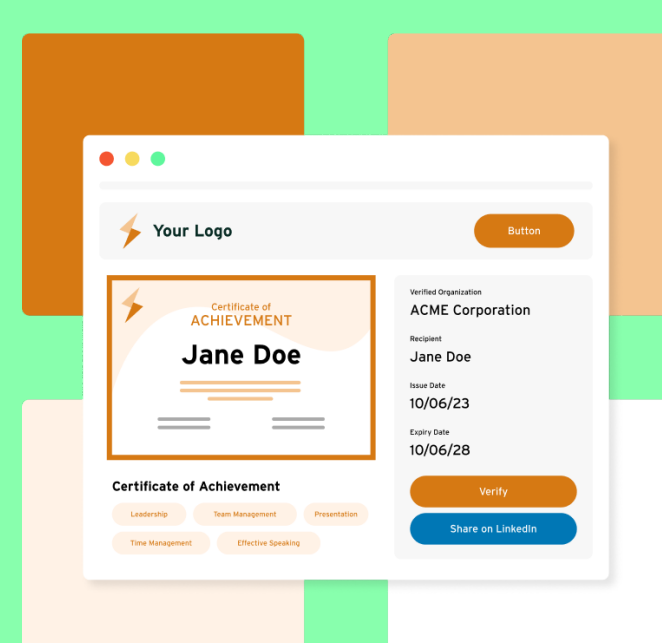 Your Logo
Button
Certificate of
ACHIEVEMENT
Jane Doe
Certificate of Achievement
Leadership
Team Management
Presentation
Time Management
Effective Speaking
Verified Organization
ACME Corporation
Recipient
Jane Doe
Issue Date
10/06/23
Expiry Date
10/06/28
Verify
Share on LinkedIn